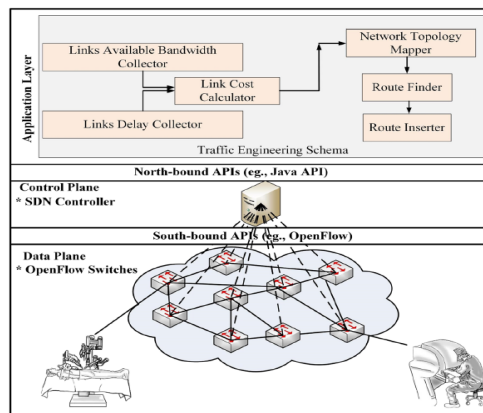 Application Layer
Links Available Bandwidth
Collector
Links Delay Collector
Link Cost
Calculator
Network Topology
Mapper
Route Finder
Route Inserter
Traffic Engineering Schema
North-bound APIs (eg., Java API)
Control Plane
* SDN Controller
South-bound APIs (eg., OpenFlow)
Data Plane
* OpenFlow Switches